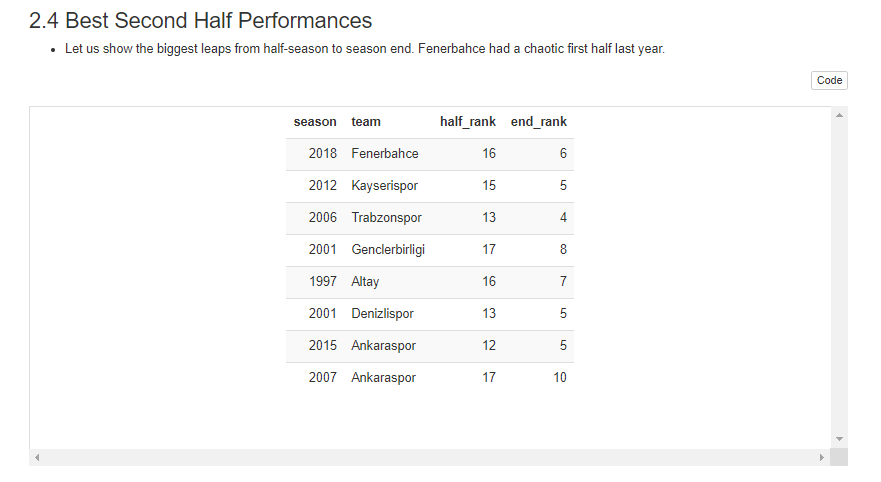 2.4 Best Second Half Performances
• Let us show the biggest leaps from half-season to season end. Fenerbahce had a chaotic first half last year.
Code
season team half_rank end_rank
2018 Fenerbahce 16 6
2012 Kayserispor 15 5
2006 Trabzonspor 13 4
2001 Genclerbirligi 17 8
1997 Altay 16 7
2001 Denizlispor 13 5
2015 Ankaraspor 12 5
2007 Ankaraspor 17 10